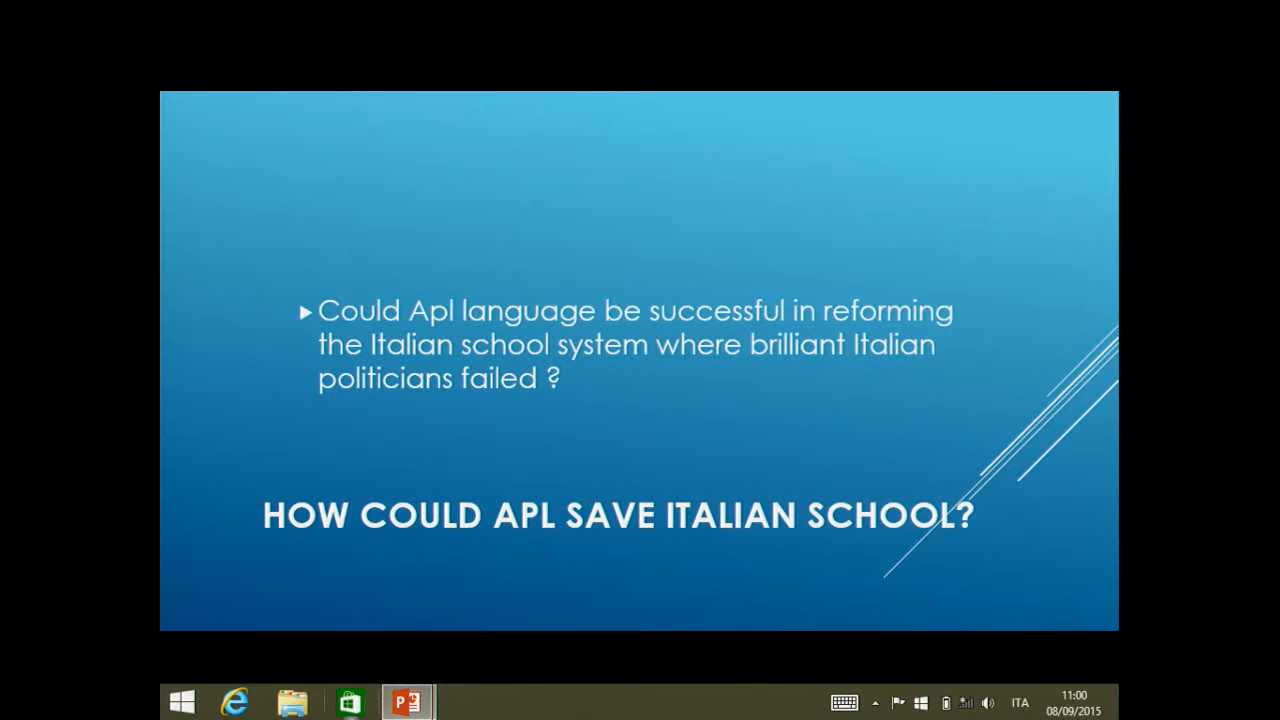 Could Apl language be successful in reforming
the Italian school system where brilliant Italian
politicians failed ?
HOW COULD APL SAVE ITALIAN SCHOOL?
ITA
11:00
08/09/2015